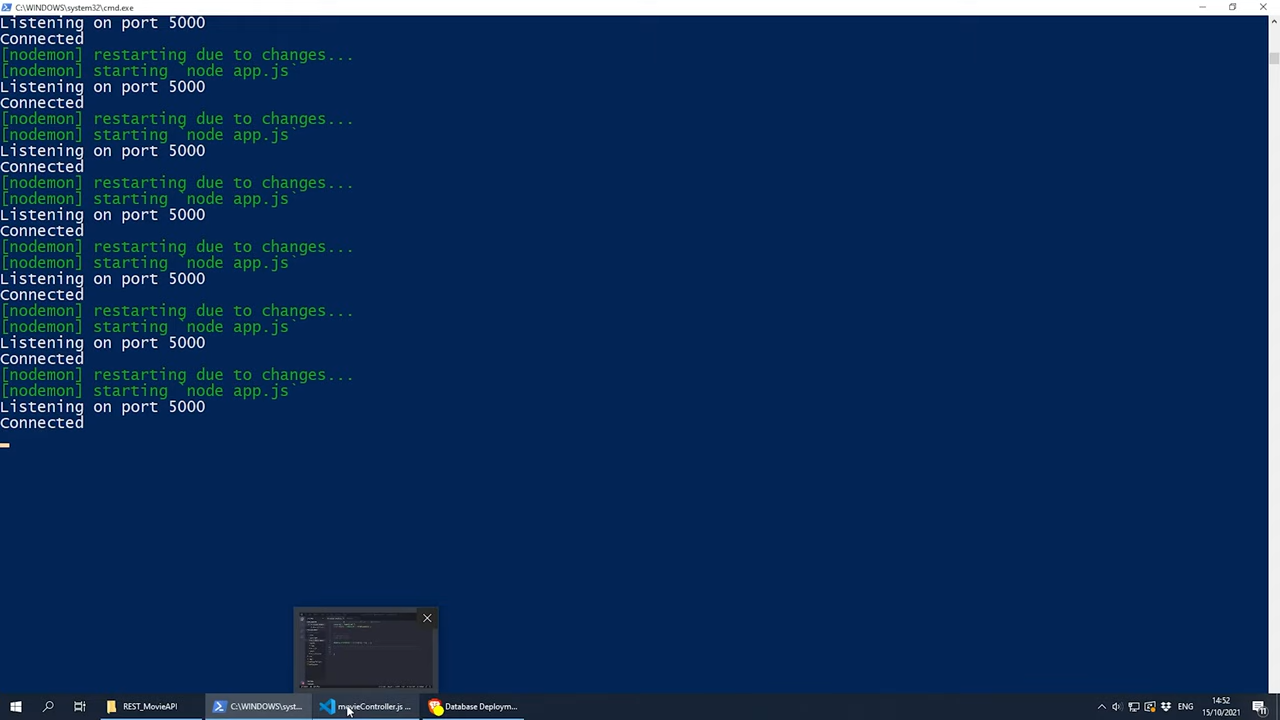 C:\WINDOWS\system32\cmd.exe
Listening on port 5000
Connected
[nodemon] restarting due to changes...
[nodemon] starting `node app.js`
Listening on port 5000
Connected
[nodemon] restarting due to changes...
[nodemon] starting `node app.js`
Listening on port 5000
Connected
[nodemon] restarting due to changes...
[nodemon] starting `node app.js`
Listening on port 5000
Connected
[nodemon] restarting due to changes...
[nodemon] starting `node app.js`
Listening on port 5000
Connected
[nodemon] restarting due to changes...
[nodemon] starting `node app.js`
Listening on port 5000
Connected
[nodemon] restarting due to changes...
[nodemon] starting `node app.js`
Listening on port 5000
Connected
REST_MovieAPI
C:\WINDOWS\syst...
movieController.js ...
Database Deploym...
ENG
14:52
15/10/2021